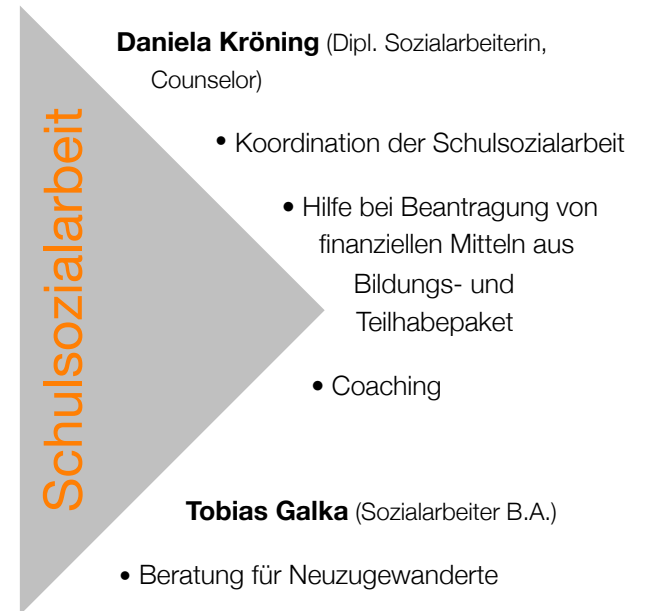 Schulsozialarbeit
Daniela Kröning (Dipl. Sozialarbeiterin,
Counselor)
• Koordination der Schulsozialarbeit
• Hilfe bei Beantragung von
finanziellen Mitteln aus
Bildungs- und
Teilhabepaket
• Coaching
Tobias Galka (Sozialarbeiter B.A.)
• Beratung für Neuzugewanderte